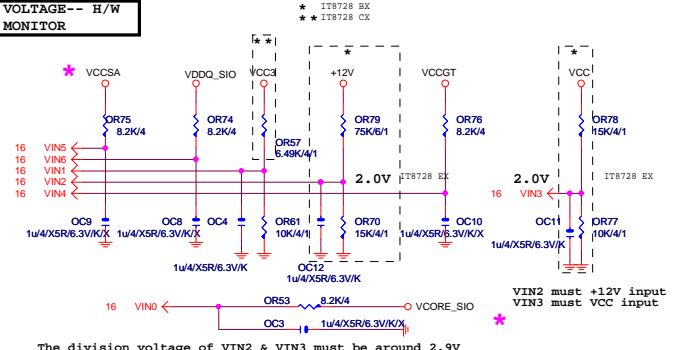 VOLTAGE-- H/W
MONITOR
* IT8728 BX
** IT8728 CX
**
*
*
* VCCSA
VDDQ_SIO
VCC3
+12V
VCCGT
VCC
OR75
8.2K/4
OR74
8.2K/4
OR57
6.49K/4/1
OR79
75K/6/1
OR76
8.2K/4
OR78
15K/4/1
16 VIN5
16 VIN6
16 VIN1
16 VIN2
16 VIN4
2.0V IT8728 EX
2.0V IT8728 EX
16 VIN3
OC9
1u/4/X5R/6.3V/K/X
OC8
1u/4/X5R/6.3V/K/X
OC4
1u/4/X5R/6.3V/K
OR61
10K/4/1
OC12
1u/4/X5R/6.3V/K
OR70
15K/4/1
OC10
1u/4/X5R/6.3V/K/X
OC11
1u/4/X5R/6.3V/K
OR77
10K/4/1
VIN2 must +12V input
VIN3 must VCC input
*
16 VIN0
OR53 8.2K/4
VCORE_SIO
OC3 1u/4/X5R/6.3V/K/X
The division voltage of VIN2 & VIN3 must be around 2.9V